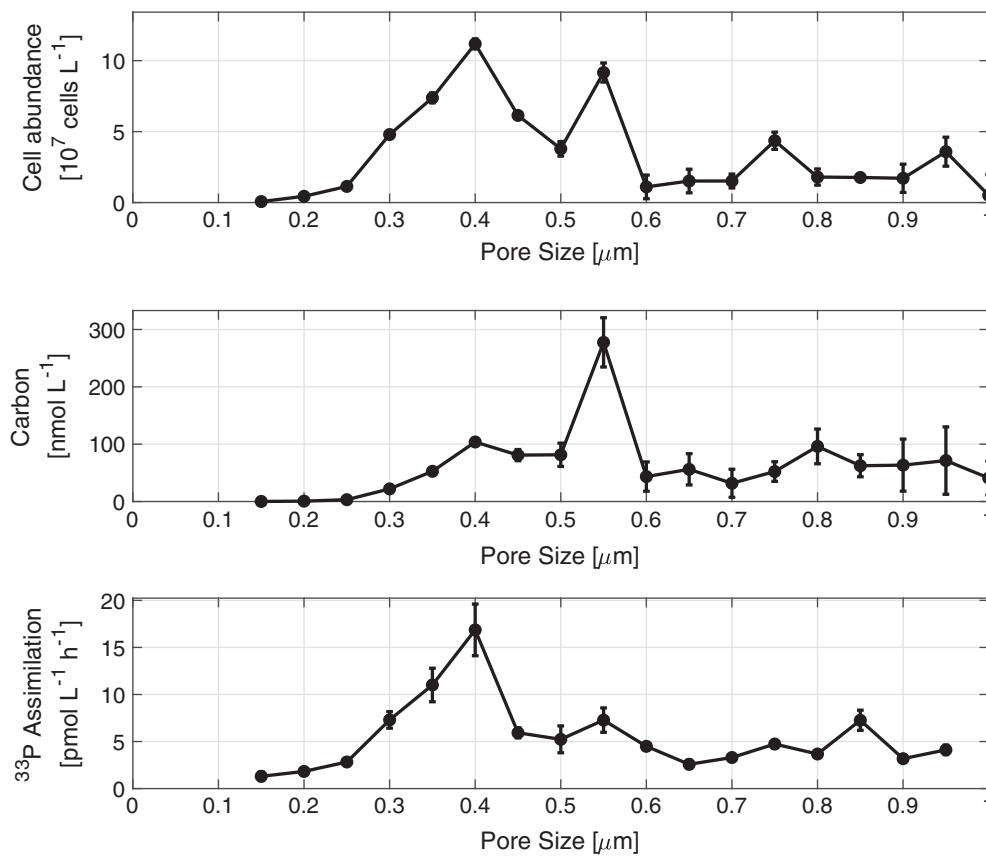 Cell abundance
[10⁷ cells L⁻¹]
10
5
0
0 0.1 0.2 0.3 0.4 0.5 0.6 0.7 0.8 0.9
Pore Size [μm]
Carbon
[nmol L⁻¹]
300
200
100
0
0 0.1 0.2 0.3 0.4 0.5 0.6 0.7 0.8 0.9
Pore Size [μm]
³³P Assimilation
[pmol L⁻¹ h⁻¹]
20
15
10
5
0
0 0.1 0.2 0.3 0.4 0.5 0.6 0.7 0.8 0.9
Pore Size [μm]